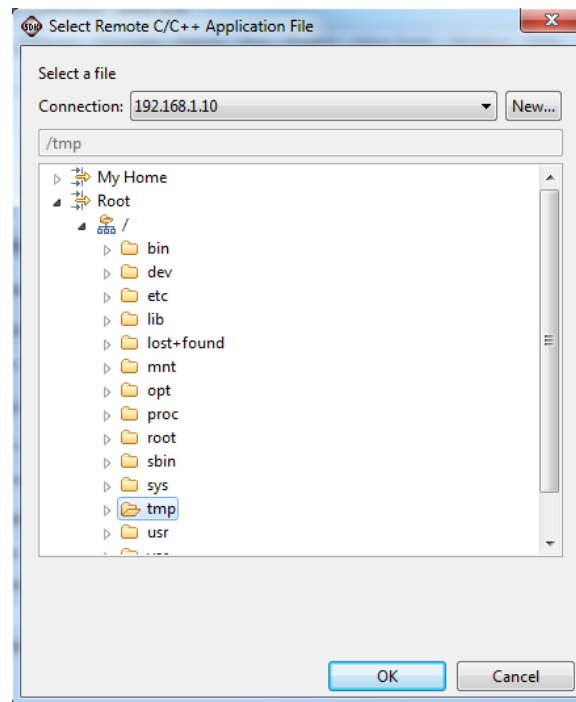 Select Remote C/C++ Application File
Select a file
Connection: 192.168.1.10 New...
/tmp
My Home
Root
/
bin
dev
etc
lib
lost+found
mnt
opt
proc
root
sbin
sys
tmp
usr
OK Cancel